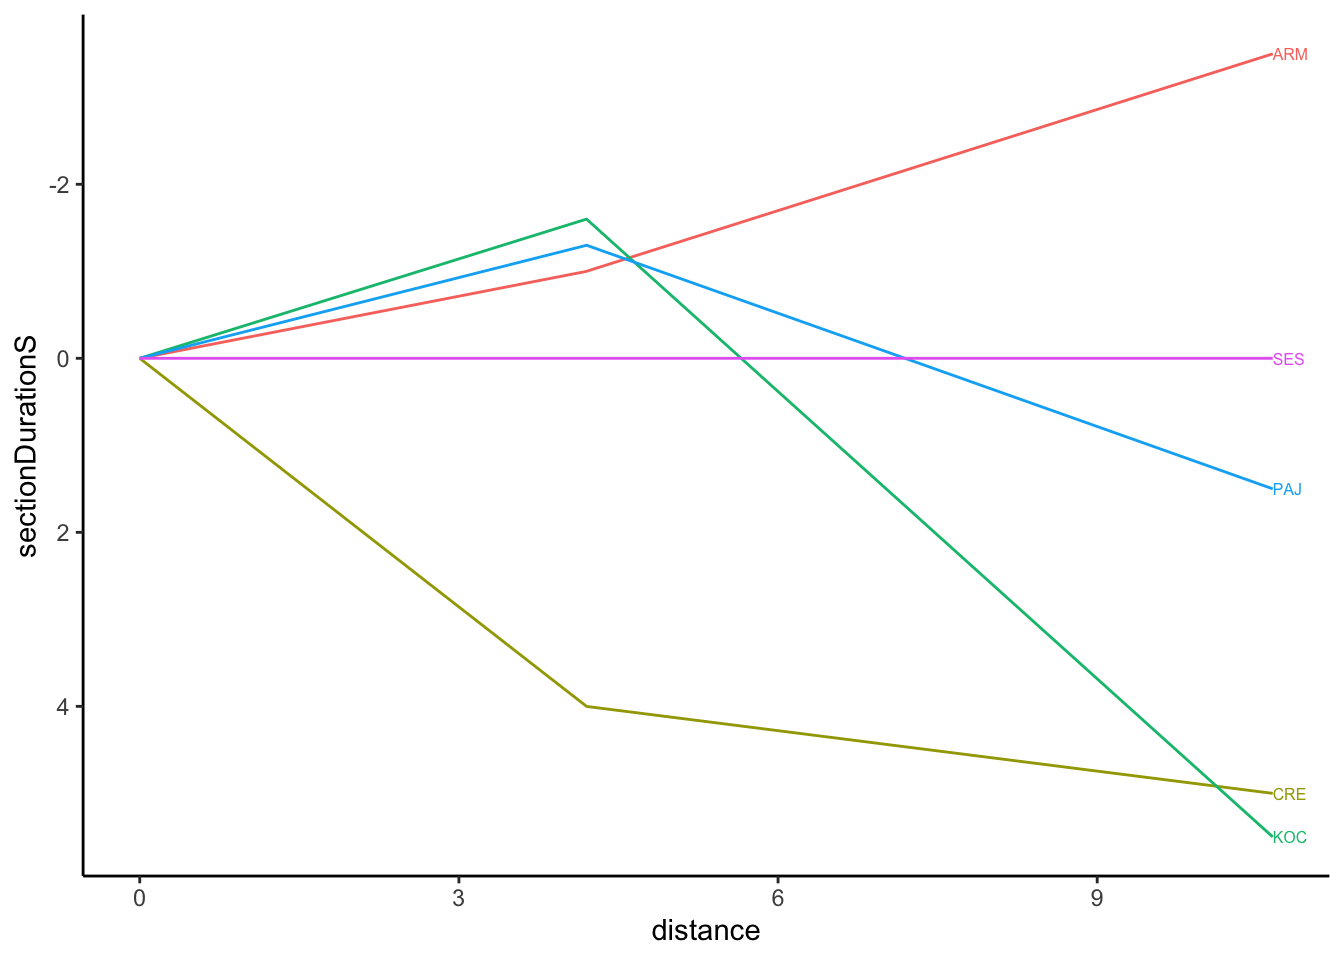 ARM
-2
0
SES
sectionDurationS
PAJ
2
4
CRE
KOC
0 3 6 9
distance